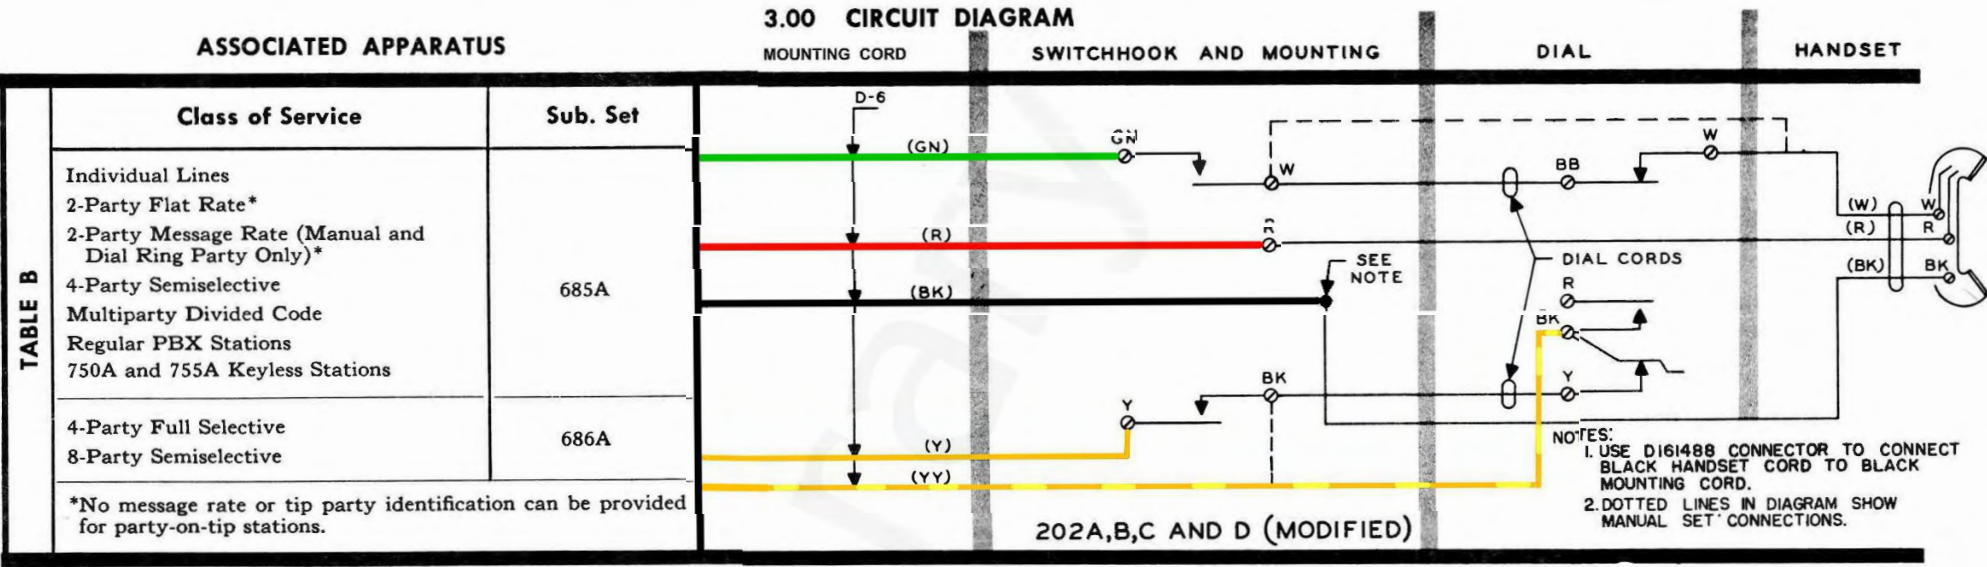 3.00 CIRCUIT DIAGRAM
ASSOCIATED APPARATUS
MOUNTING CORD
SWITCHHOOK AND MOUNTING
DIAL
HANDSET
TABLE B
Class of Service
Sub. Set
Individual Lines
2-Party Flat Rate*
2-Party Message Rate (Manual and
Dial Ring Party Only)*
4-Party Semiselective
Multiparty Divided Code
Regular PBX Stations
750A and 755A Keyless Stations
685A
4-Party Full Selective
8-Party Semiselective
686A
*No message rate or tip party identification can be provided
for party-on-tip stations.
D-6
(GN)
GN
W
BB
W
(W)
W
(R)
R
(R)
R
(BK)
SEE
NOTE
DIAL CORDS
(BK)
BK
R
BK
BK
Y
Y
(Y)
(YY)
NOTES:
1. USE D161488 CONNECTOR TO CONNECT
BLACK HANDSET CORD TO BLACK
MOUNTING CORD.
2. DOTTED LINES IN DIAGRAM SHOW
MANUAL SET CONNECTIONS.
202A,B,C AND D (MODIFIED)